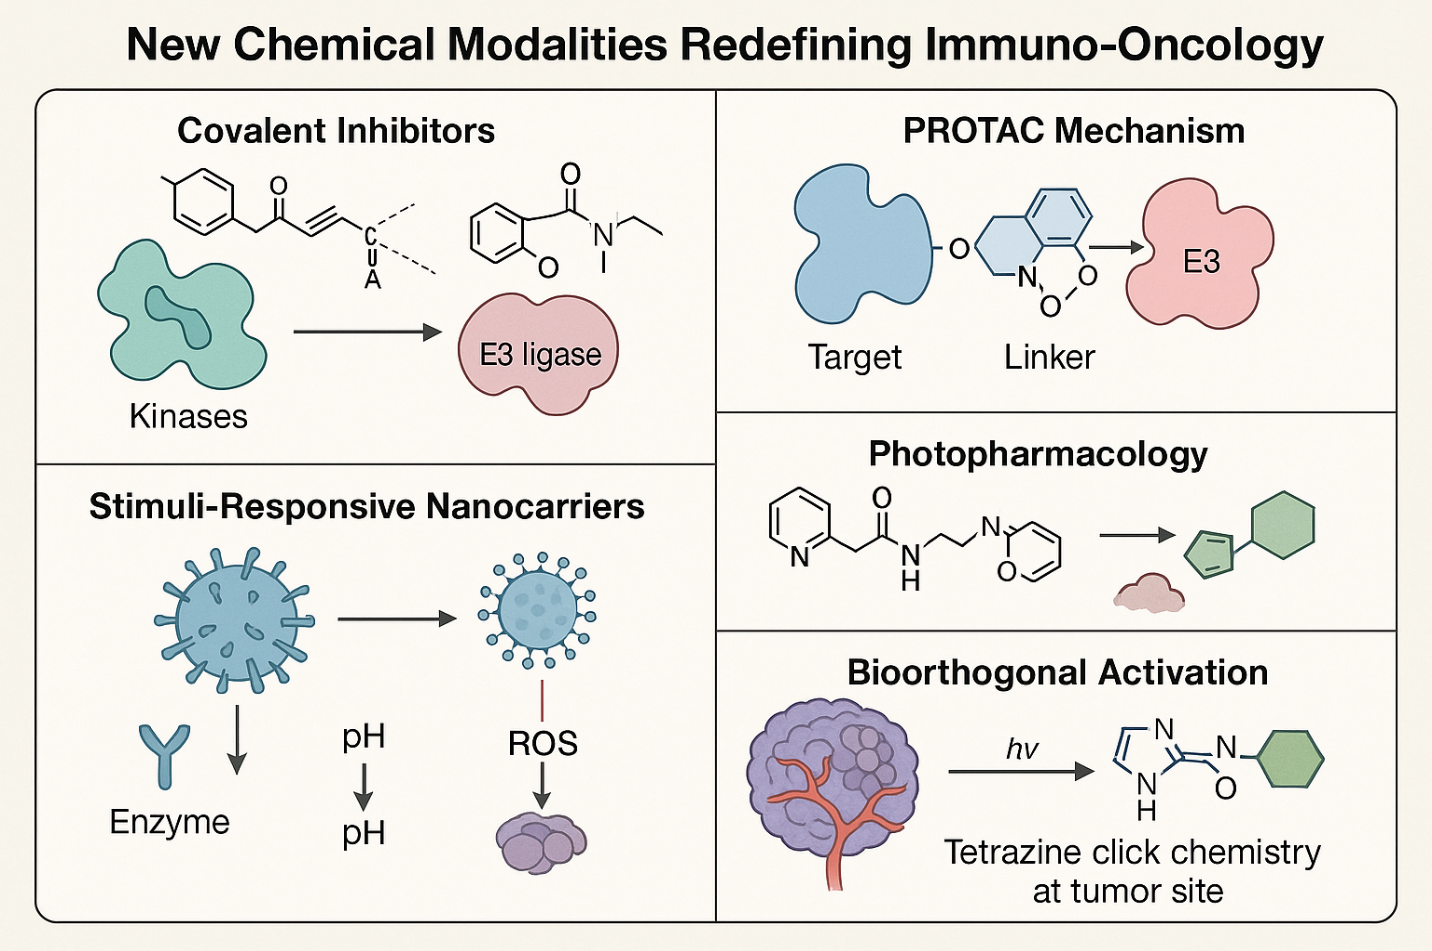 New Chemical Modalities Redefining Immuno-Oncology
Covalent Inhibitors
O
C
A
O
N
O
Kinases
E3 ligase
PROTAC Mechanism
O
N
O
O
E3
Target
Linker
Stimuli-Responsive Nanocarriers
Enzyme
pH
pH
ROS
Photopharmacology
N
O
N
H
N
O
Bioorthogonal Activation
hv
N
N
H
N
O
Tetrazine click chemistry
at tumor site